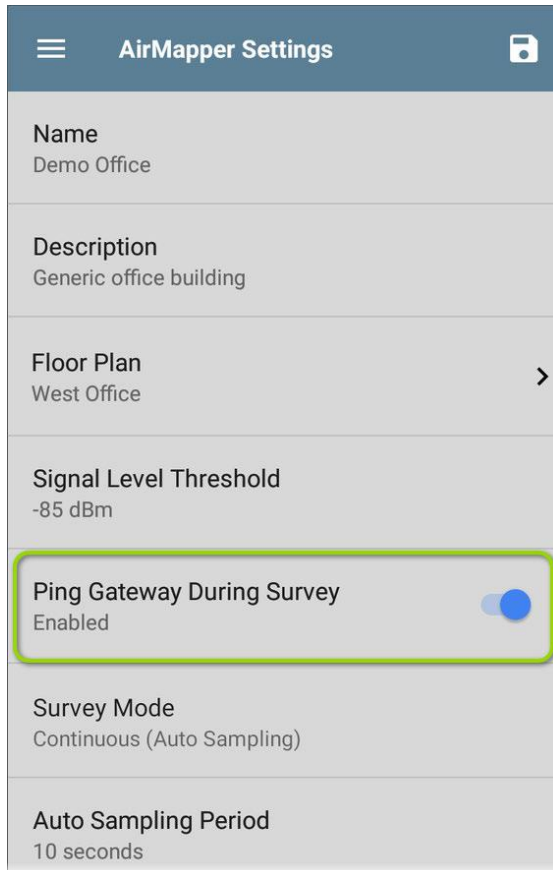 AirMapper Settings
Name
Demo Office
Description
Generic office building
Floor Plan
West Office
Signal Level Threshold
-85 dBm
Ping Gateway During Survey
Enabled
Survey Mode
Continuous (Auto Sampling)
Auto Sampling Period
10 seconds